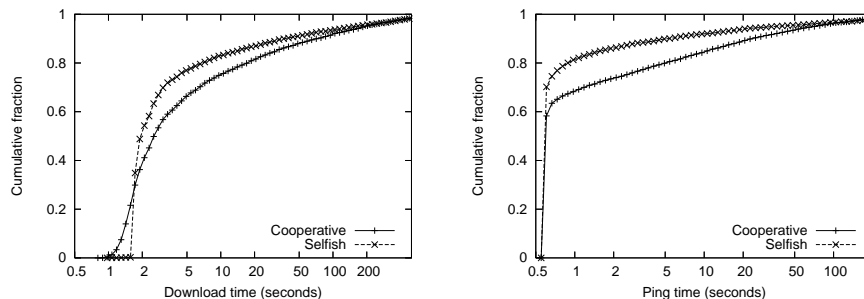 1
0.8
0.6
0.4
0.2
0
Cumulative fraction
Cooperative
Selfish
0.5 1 2 5 10 20 50 100 200
Download time (seconds)
1
0.8
0.6
0.4
0.2
0
Cumulative fraction
Cooperative
Selfish
0.5 1 2 5 10 20 50 100
Ping time (seconds)